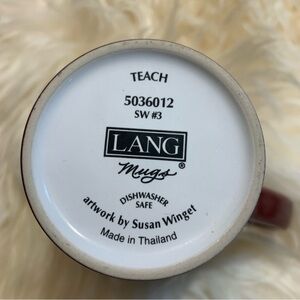 TEACH
5036012
SW #3
LANG
Mugs®
DISHWASHER
SAFE
artwork by Susan Winget
Made in Thailand